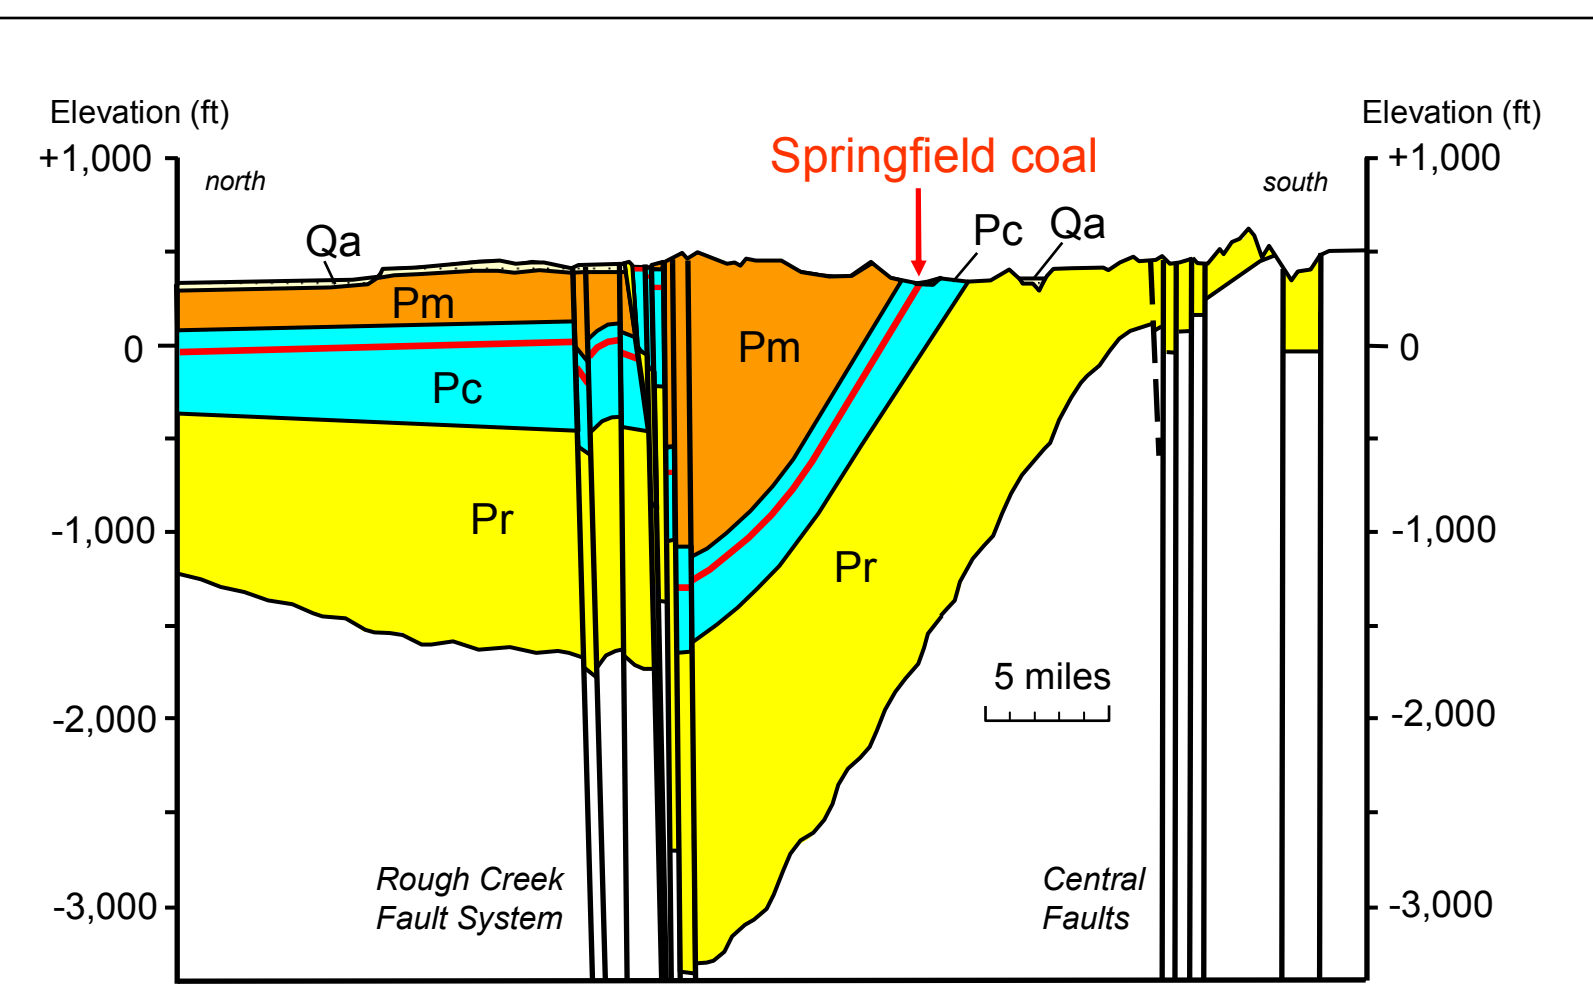 Elevation (ft)
Elevation (ft)
+1,000
north
Springfield coal
south
+1,000
Qa
Pc
Qa
Pm
0
Pm
0
Pc
Pr
-1,000
-1,000
Pr
5 miles
-2,000
-2,000
Rough Creek
Fault System
Central
Faults
-3,000
-3,000